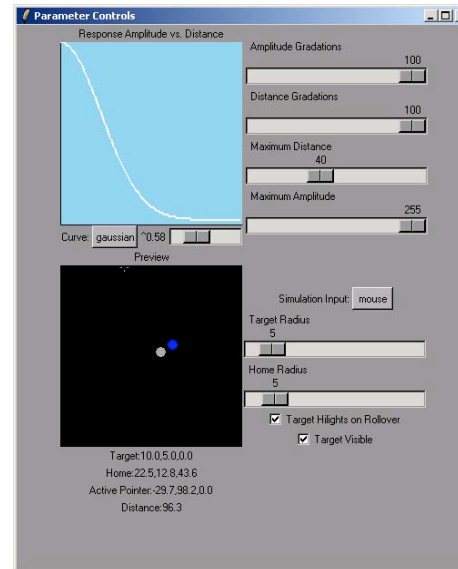 Parameter Controls
Response Amplitude vs. Distance
Amplitude Gradations
100
Distance Gradations
100
Maximum Distance
40
Maximum Amplitude
255
Curve: gaussian ^0.58
Preview
Simulation Input: mouse
Target Radius
5
Home Radius
5
Target Hilights on Rollover
Target Visible
Target:10.0,5.0,0.0
Home:22.5,12.8,43.6
Active Pointer:-29.7,98.2,0.0
Distance:96.3